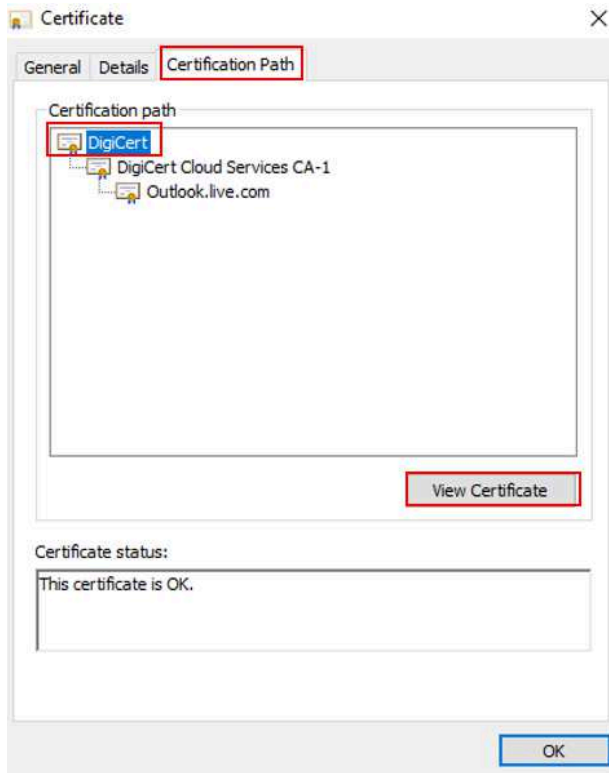 Certificate
General Details Certification Path
Certification path
DigiCert
DigiCert Cloud Services CA-1
Outlook.live.com
View Certificate
Certificate status:
This certificate is OK.
OK